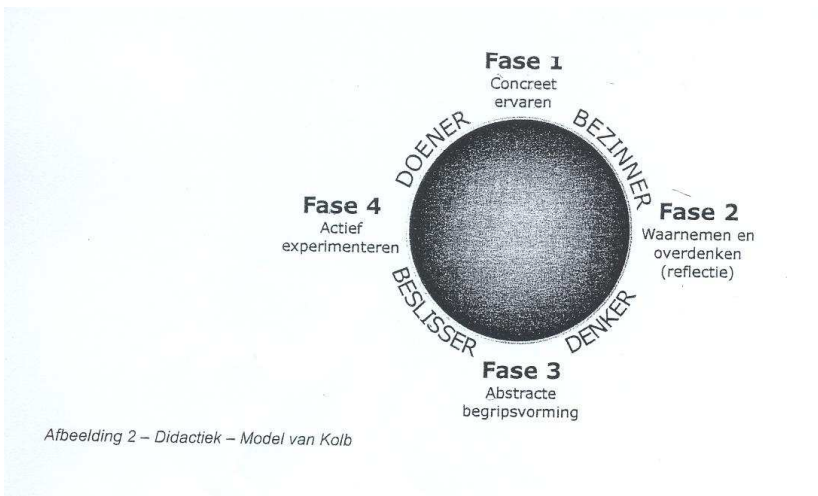 Fase 1
Concreet
ervaren
DOENER
BEZINNER
Fase 4
Actief
experimenteren
Fase 2
Waarnemen en
overdenken
(reflectie)
BESLISSER
DENKER
Fase 3
Abstracte
begripsvorming
Afbeelding 2 – Didactiek – Model van Kolb